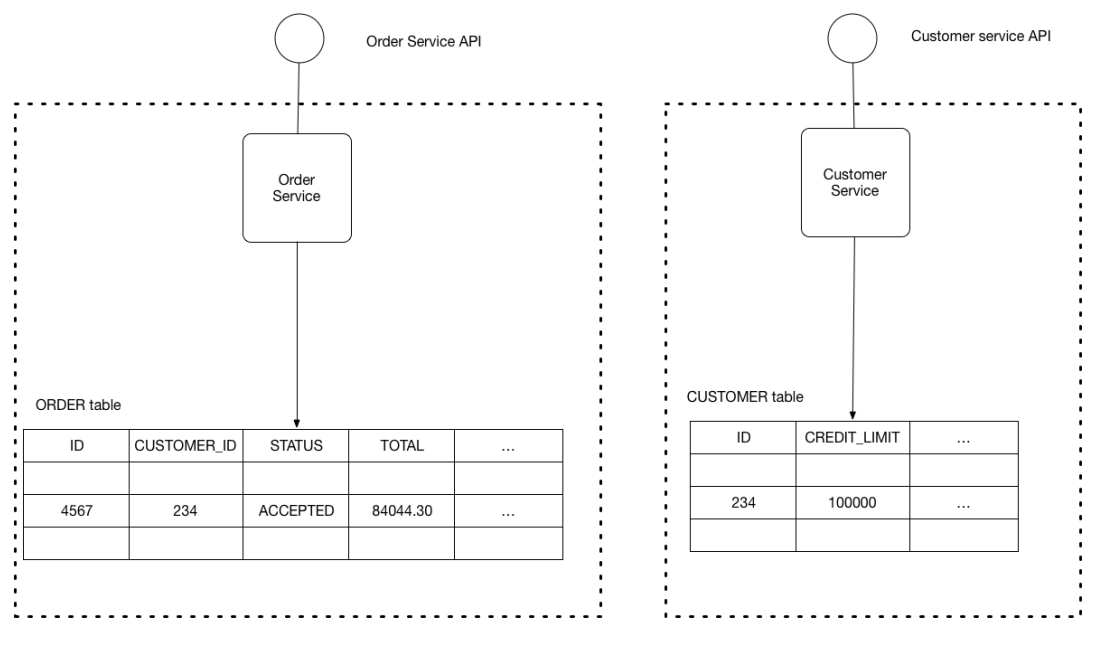 Order Service API
Customer service API
Order
Service
Customer
Service
ORDER table
ID CUSTOMER_ID STATUS TOTAL ...
4567 234 ACCEPTED 84044.30 ...
CUSTOMER table
ID CREDIT_LIMIT ...
234 100000 ...